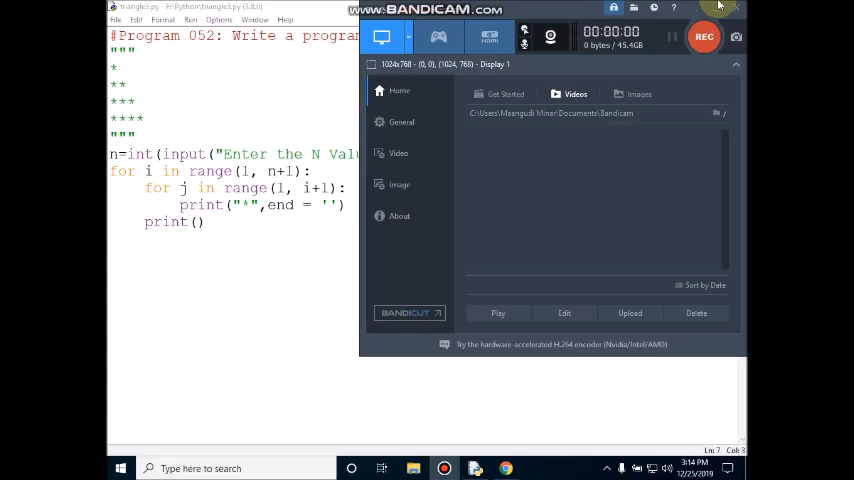 triangle3.py - F:\Python\triangle3.py (3.8.0)
File Edit Format Run Options Window Help
#Program 052: Write a program
"""
*
**
***
****
"""
n=int(input("Enter the N Valu
for i in range(1, n+1):
    for j in range(1, i+1):
        print("*",end = '')
    print()
www.BANDICAM.com
HDMI
00:00:00
0 bytes / 45.4GB
REC
1024x768 - (0, 0), (1024, 768) - Display 1
Home
General
Video
Image
About
BANDICUT
Get Started
Videos
Images
C:\Users\Maangudi Minar\Documents\Bandicam
/
Sort by Date
Play Edit Upload Delete
Try the hardware-accelerated H.264 encoder (Nvidia/Intel/AMD)
Ln: 7 Col: 3
Type here to search
3:14 PM
12/25/2019